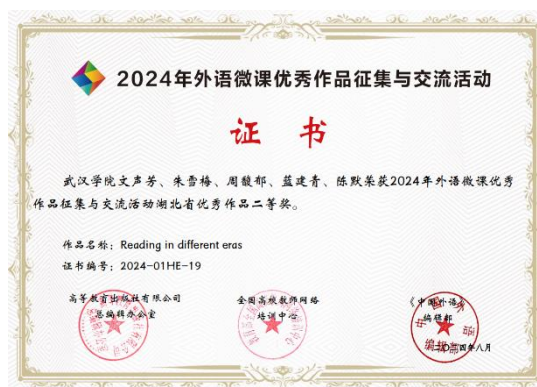 2024年外语微课优秀作品征集与交流活动
证 书
武汉学院文声芳、朱雪梅、周馥郁、蓝建青、陈默荣获2024年外语微课优秀
作品征集与交流活动湖北省优秀作品二等奖。
作品名称：Reading in different eras
证书编号：2024-01HE-19
高等教育出版社有限公司
总编辑办公室
全国高校教师网络
培训中心
《中国外语》
编辑部
二〇二四年八月